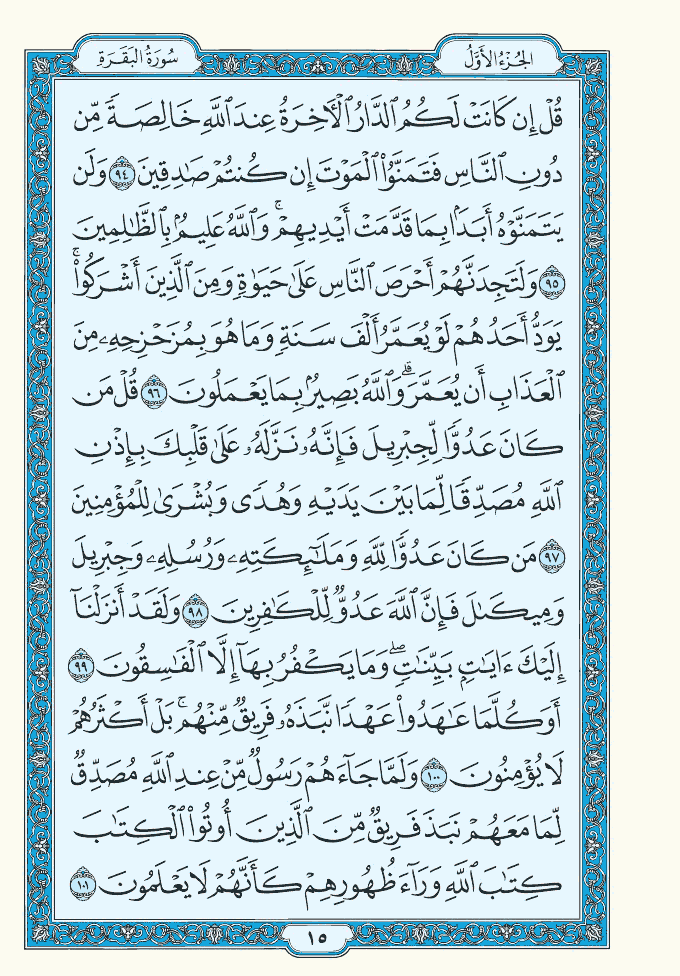 الجُزْءُ الأَوَّلُ
سُورَةُ البَقَرَةِ
قُلْ إِن كَانَتْ لَكُمُ ٱلدَّارُ ٱلْأَخِرَةُ عِندَ ٱللَّهِ خَالِصَةً مِّن
دُونِ ٱلنَّاسِ فَتَمَنَّوُا۟ ٱلْمَوْتَ إِن كُنتُمْ صَٰدِقِينَ ٩٤ وَلَن
يَتَمَنَّوْهُ أَبَدًۢا بِمَا قَدَّمَتْ أَيْدِيهِمْ ۚ وَٱللَّهُ عَلِيمٌۢ بِٱلظَّٰلِمِينَ
٩٥ وَلَتَجِدَنَّهُمْ أَحْرَصَ ٱلنَّاسِ عَلَىٰ حَيَوٰةٍ وَمِنَ ٱلَّذِينَ أَشْرَكُوا۟ ۚ
يَوَدُّ أَحَدُهُمْ لَوْ يُعَمَّرُ أَلْفَ سَنَةٍ وَمَا هُوَ بِمُزَحْزِحِهِۦ مِنَ
ٱلْعَذَابِ أَن يُعَمَّرَ ۗ وَٱللَّهُ بَصِيرٌۢ بِمَا يَعْمَلُونَ ٩٦ قُلْ مَن
كَانَ عَدُوًّا لِّجِبْرِيلَ فَإِنَّهُۥ نَزَّلَهُۥ عَلَىٰ قَلْبِكَ بِإِذْنِ
ٱللَّهِ مُصَدِّقًا لِّمَا بَيْنَ يَدَيْهِ وَهُدًى وَبُشْرَىٰ لِلْمُؤْمِنِينَ
٩٧ مَن كَانَ عَدُوًّا لِّلَّهِ وَمَلَٰٓئِكَتِهِۦ وَرُسُلِهِۦ وَجِبْرِيلَ
وَمِيكَىٰلَ فَإِنَّ ٱللَّهَ عَدُوٌّ لِّلْكَٰفِرِينَ ٩٨ وَلَقَدْ أَنزَلْنَآ
إِلَيْكَ ءَايَٰتٍۭ بَيِّنَٰتٍ ۖ وَمَا يَكْفُرُ بِهَآ إِلَّا ٱلْفَٰسِقُونَ ٩٩
أَوَكُلَّمَا عَٰهَدُوا۟ عَهْدًا نَّبَذَهُۥ فَرِيقٌ مِّنْهُم ۚ بَلْ أَكْثَرُهُمْ
لَا يُؤْمِنُونَ ١٠٠ وَلَمَّا جَآءَهُمْ رَسُولٌ مِّنْ عِندِ ٱللَّهِ مُصَدِّقٌ
لِّمَا مَعَهُمْ نَبَذَ فَرِيقٌ مِّنَ ٱلَّذِينَ أُوتُوا۟ ٱلْكِتَٰبَ
كِتَٰبَ ٱللَّهِ وَرَآءَ ظُهُورِهِمْ كَأَنَّهُمْ لَا يَعْلَمُونَ ١٠١
١٥